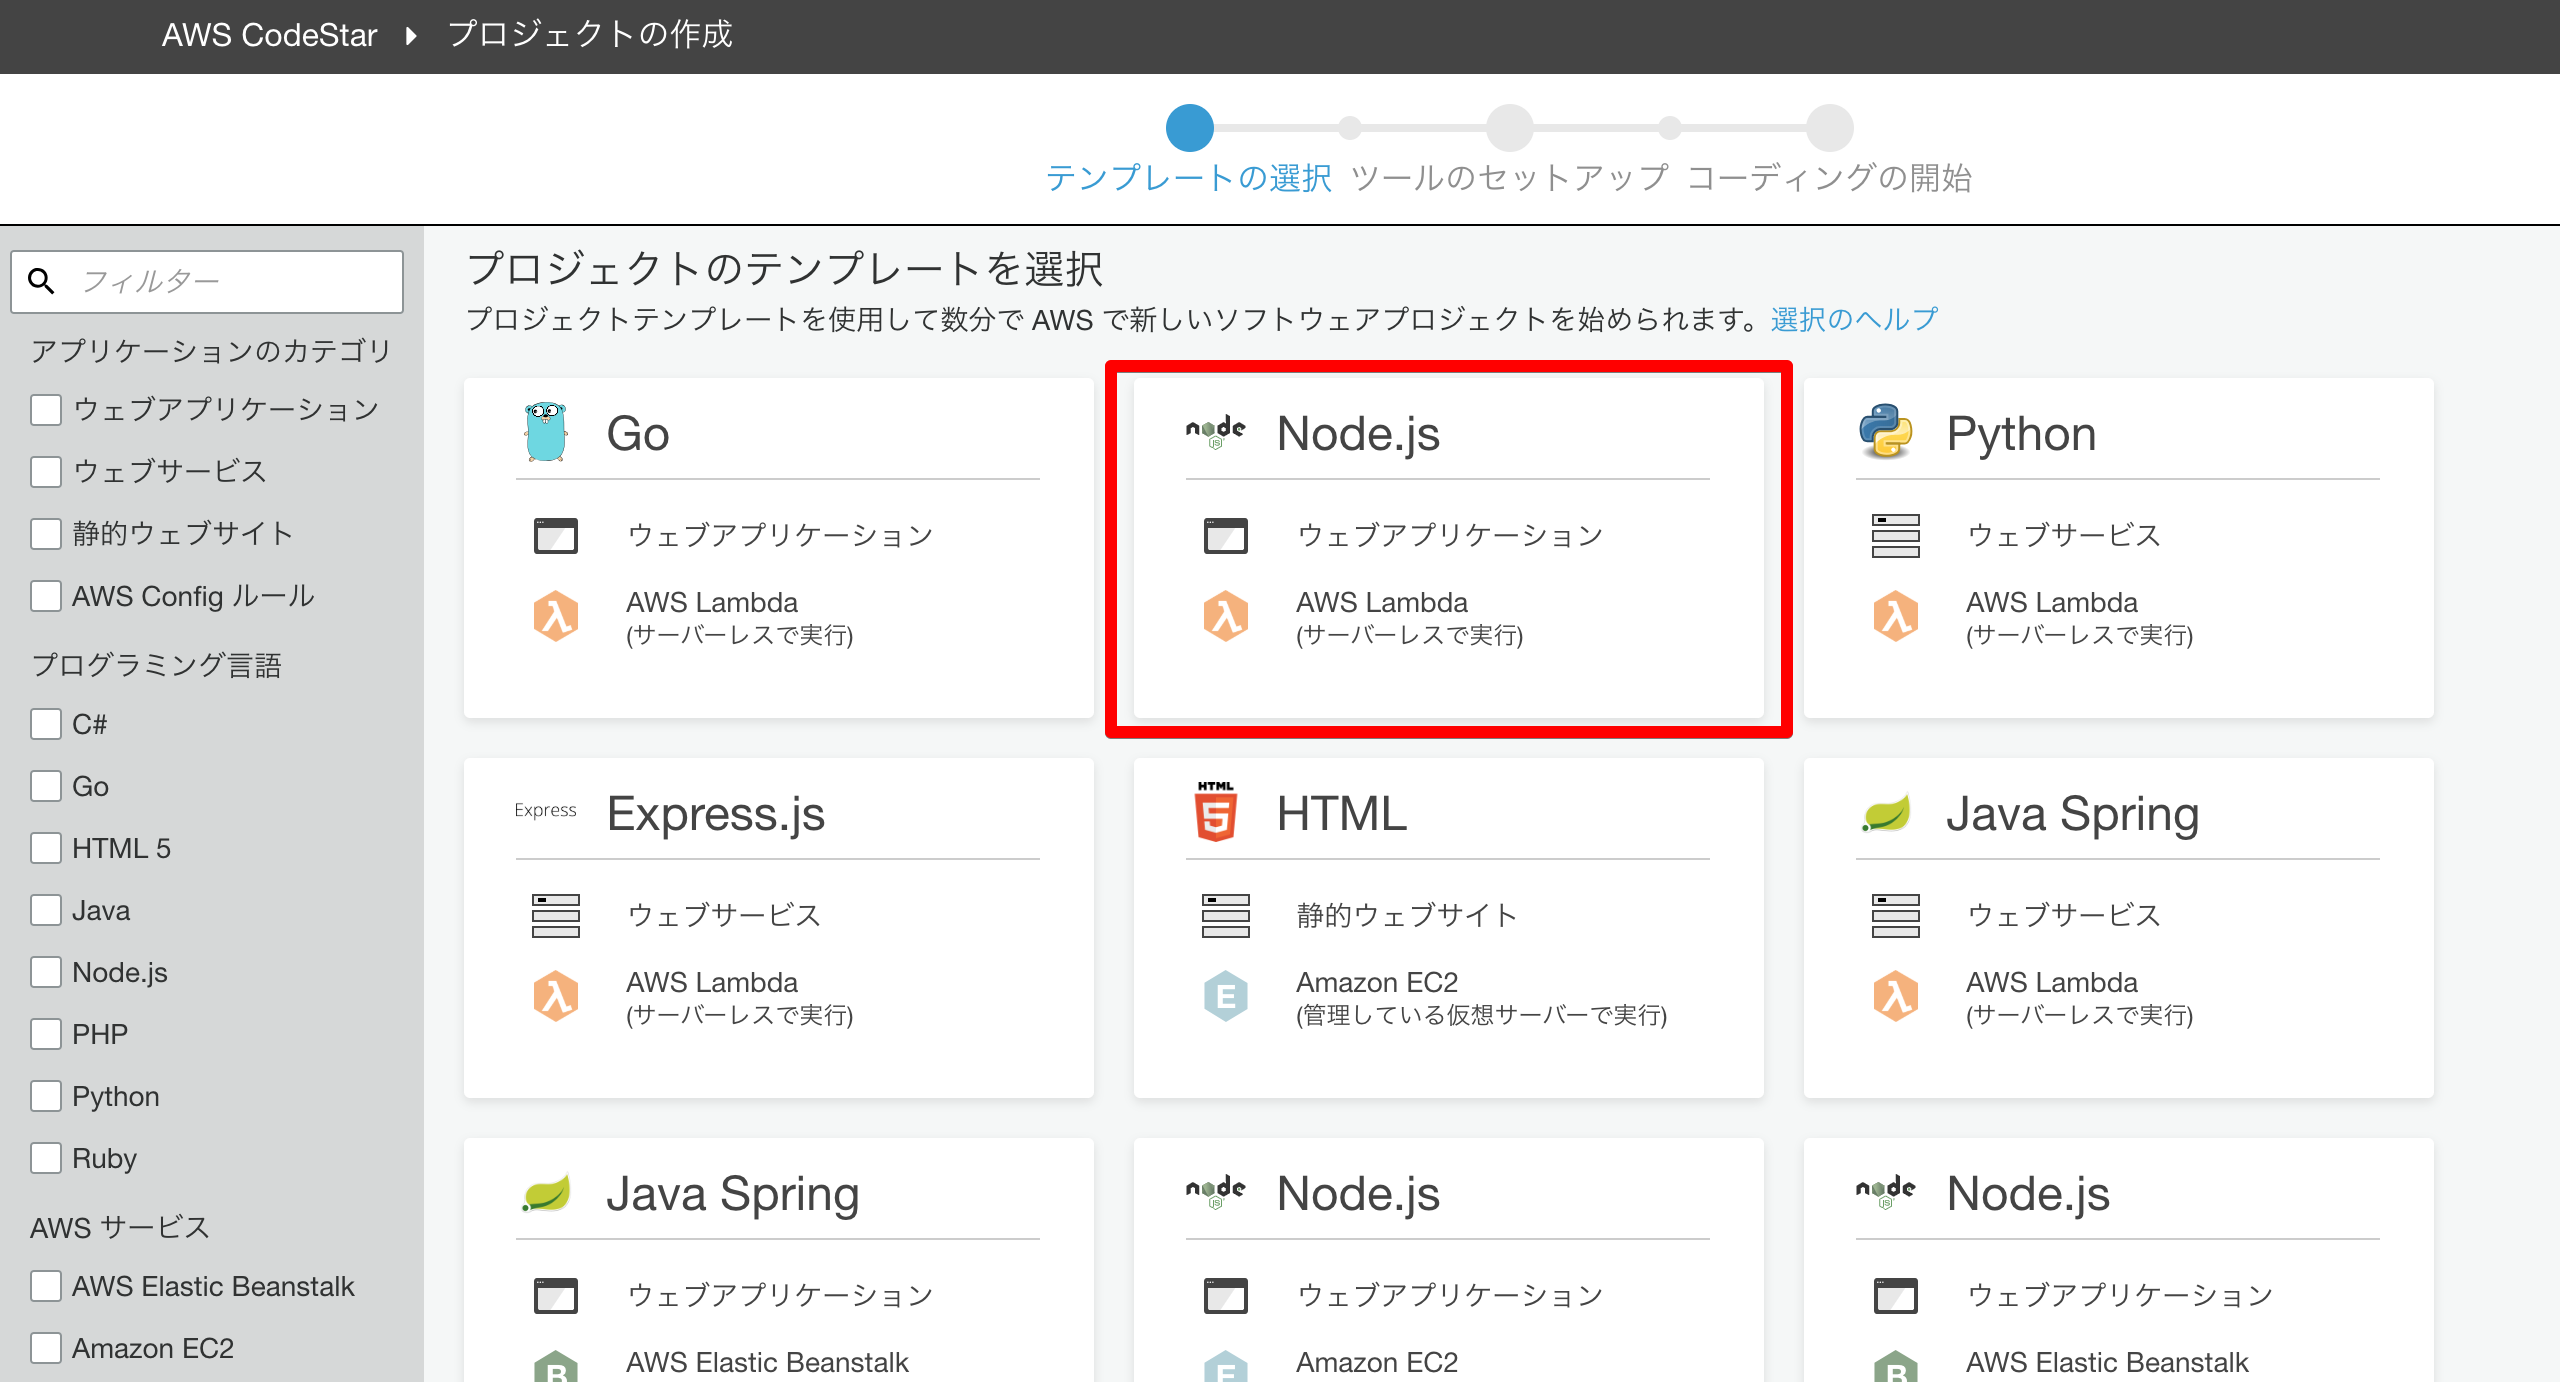 AWS CodeStar プロジェクトの作成
テンプレートの選択 ツールのセットアップ コーディングの開始
フィルター
アプリケーションのカテゴリ
ウェブアプリケーション
ウェブサービス
静的ウェブサイト
AWS Config ルール
プログラミング言語
C#
Go
HTML 5
Java
Node.js
PHP
Python
Ruby
AWS サービス
AWS Elastic Beanstalk
Amazon EC2
プロジェクトのテンプレートを選択
プロジェクトテンプレートを使用して数分で AWS で新しいソフトウェアプロジェクトを始められます。選択のヘルプ
Go
ウェブアプリケーション
AWS Lambda
(サーバーレスで実行)
node
JS
Node.js
ウェブアプリケーション
AWS Lambda
(サーバーレスで実行)
Python
ウェブサービス
AWS Lambda
(サーバーレスで実行)
Express
Express.js
ウェブサービス
AWS Lambda
(サーバーレスで実行)
HTML
5
HTML
静的ウェブサイト
E
Amazon EC2
(管理している仮想サーバーで実行)
Java Spring
ウェブサービス
AWS Lambda
(サーバーレスで実行)
Java Spring
ウェブアプリケーション
B
AWS Elastic Beanstalk
node
JS
Node.js
ウェブアプリケーション
E
Amazon EC2
node
JS
Node.js
ウェブアプリケーション
B
AWS Elastic Beanstalk